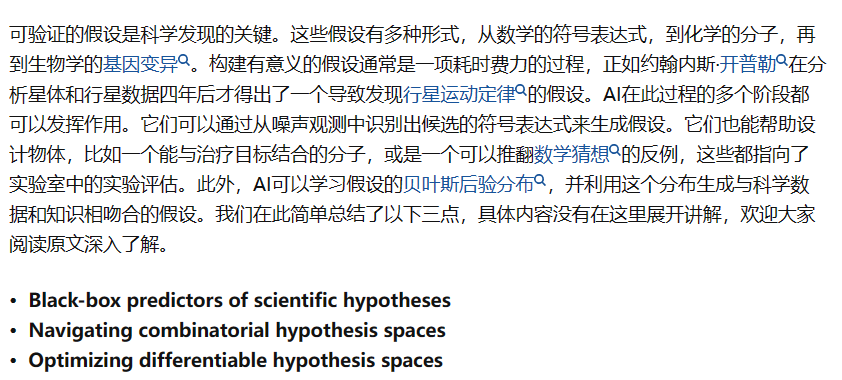 可验证的假设是科学发现的关键。这些假设有多种形式，从数学的符号表达式，到化学的分子，再
到生物学的基因变异。构建有意义的假设通常是一项耗时费力的过程，正如约翰内斯·开普勒在分
析星体和行星数据四年后才得出了一个导致发现行星运动定律的假设。AI在此过程的多个阶段都
可以发挥作用。它们可以通过从噪声观测中识别出候选的符号表达式来生成假设。它们也能帮助设
计物体，比如一个能与治疗目标结合的分子，或是一个可以推翻数学猜想的反例，这些都指向了
实验室中的实验评估。此外，AI可以学习假设的贝叶斯后验分布，并利用这个分布生成与科学数
据和知识相吻合的假设。我们在此简单总结了以下三点，具体内容没有在这里展开讲解，欢迎大家
阅读原文深入了解。
• Black-box predictors of scientific hypotheses
• Navigating combinatorial hypothesis spaces
• Optimizing differentiable hypothesis spaces